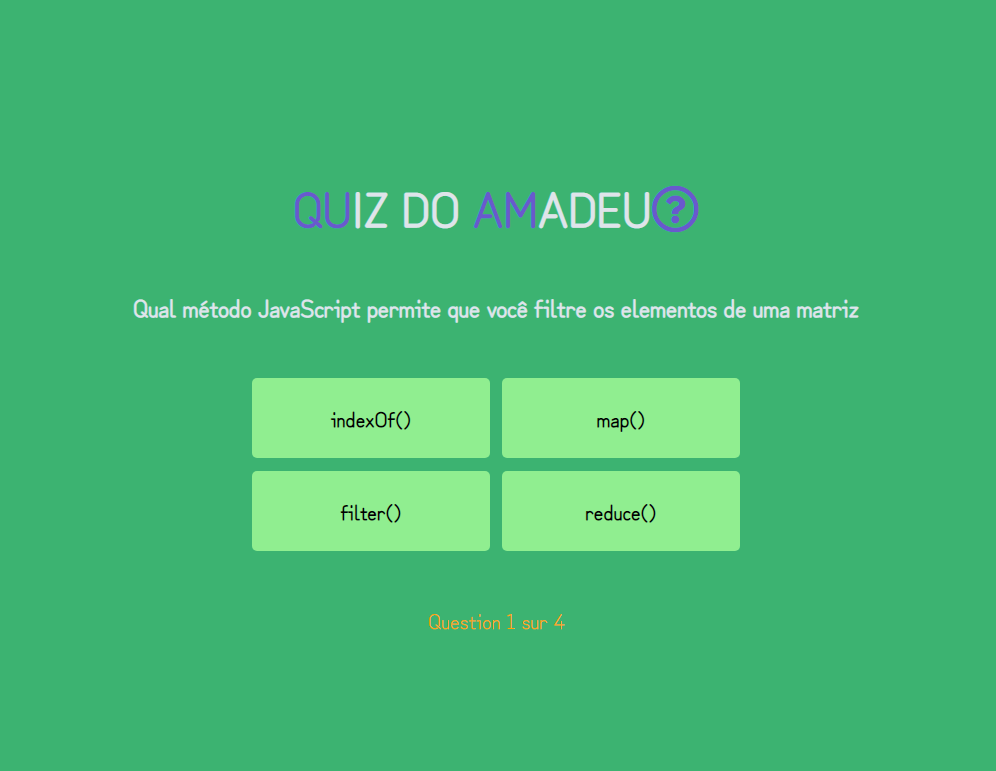 QUIZ DO AMADEU?
Qual método JavaScript permite que você filtre os elementos de uma matriz
indexOf()
map()
filter()
reduce()
Question 1 sur 4